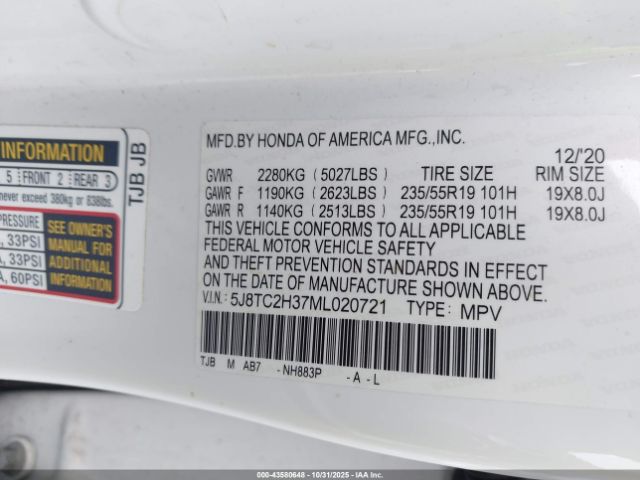 INFORMATION
5 FRONT 2 REAR 3
never exceed 380kg or 838lbs.
PRESSURE
, 33PSI
, 33PSI
A, 60PSI
SEE OWNER'S
MANUAL FOR
ADDITIONAL
INFORMATION
TJB JB
MFD.BY HONDA OF AMERICA MFG.,INC.
12/'20
GVWR 2280KG (5027LBS) TIRE SIZE RIM SIZE
GAWR F 1190KG (2623LBS) 235/55R19 101H 19X8.0J
GAWR R 1140KG (2513LBS) 235/55R19 101H 19X8.0J
THIS VEHICLE CONFORMS TO ALL APPLICABLE
FEDERAL MOTOR VEHICLE SAFETY
AND THEFT PREVENTION STANDARDS IN EFFECT
ON THE DATE OF MANUFACTURE SHOWN ABOVE.
V.I.N.: 5J8TC2H37ML020721 TYPE: MPV
TJB M AB7 -NH883P -A -L
000-43580648 - 10/31/2025 - COPYRIGHT IAA, LLC.